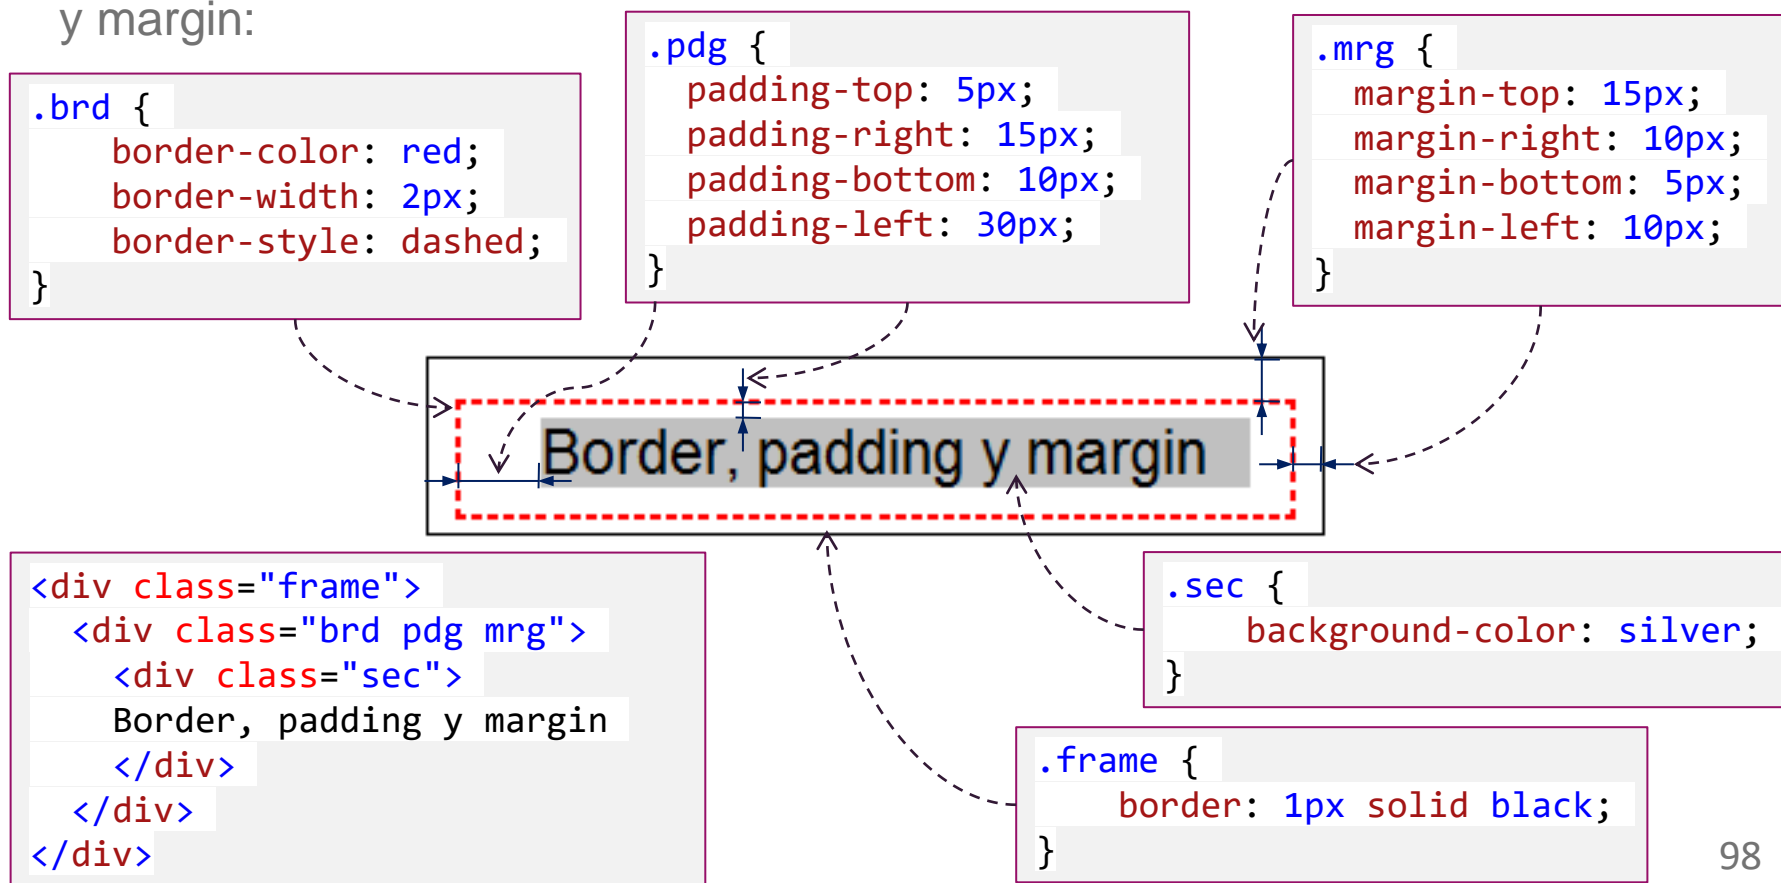 y margin:
.brd {
border-color: red;
border-width: 2px;
border-style: dashed;
}
.pdg {
padding-top: 5px;
padding-right: 15px;
padding-bottom: 10px;
padding-left: 30px;
}
.mrg {
margin-top: 15px;
margin-right: 10px;
margin-bottom: 5px;
margin-left: 10px;
}
Border, padding y margin
<div class="frame">
<div class="brd pdg mrg">
<div class="sec">
Border, padding y margin
</div>
</div>
</div>
.sec {
background-color: silver;
}
.frame {
border: 1px solid black;
}
98